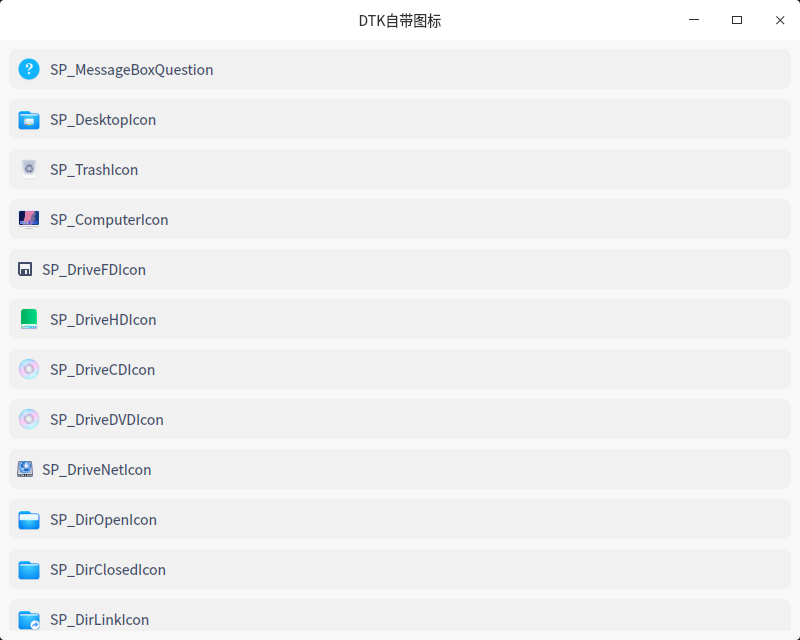 DTK自带图标
SP_MessageBoxQuestion
SP_DesktopIcon
SP_TrashIcon
SP_ComputerIcon
SP_DriveFDIcon
SP_DriveHDIcon
SP_DriveCDIcon
SP_DriveDVDIcon
SP_DriveNetIcon
SP_DirOpenIcon
SP_DirClosedIcon
SP_DirLinkIcon